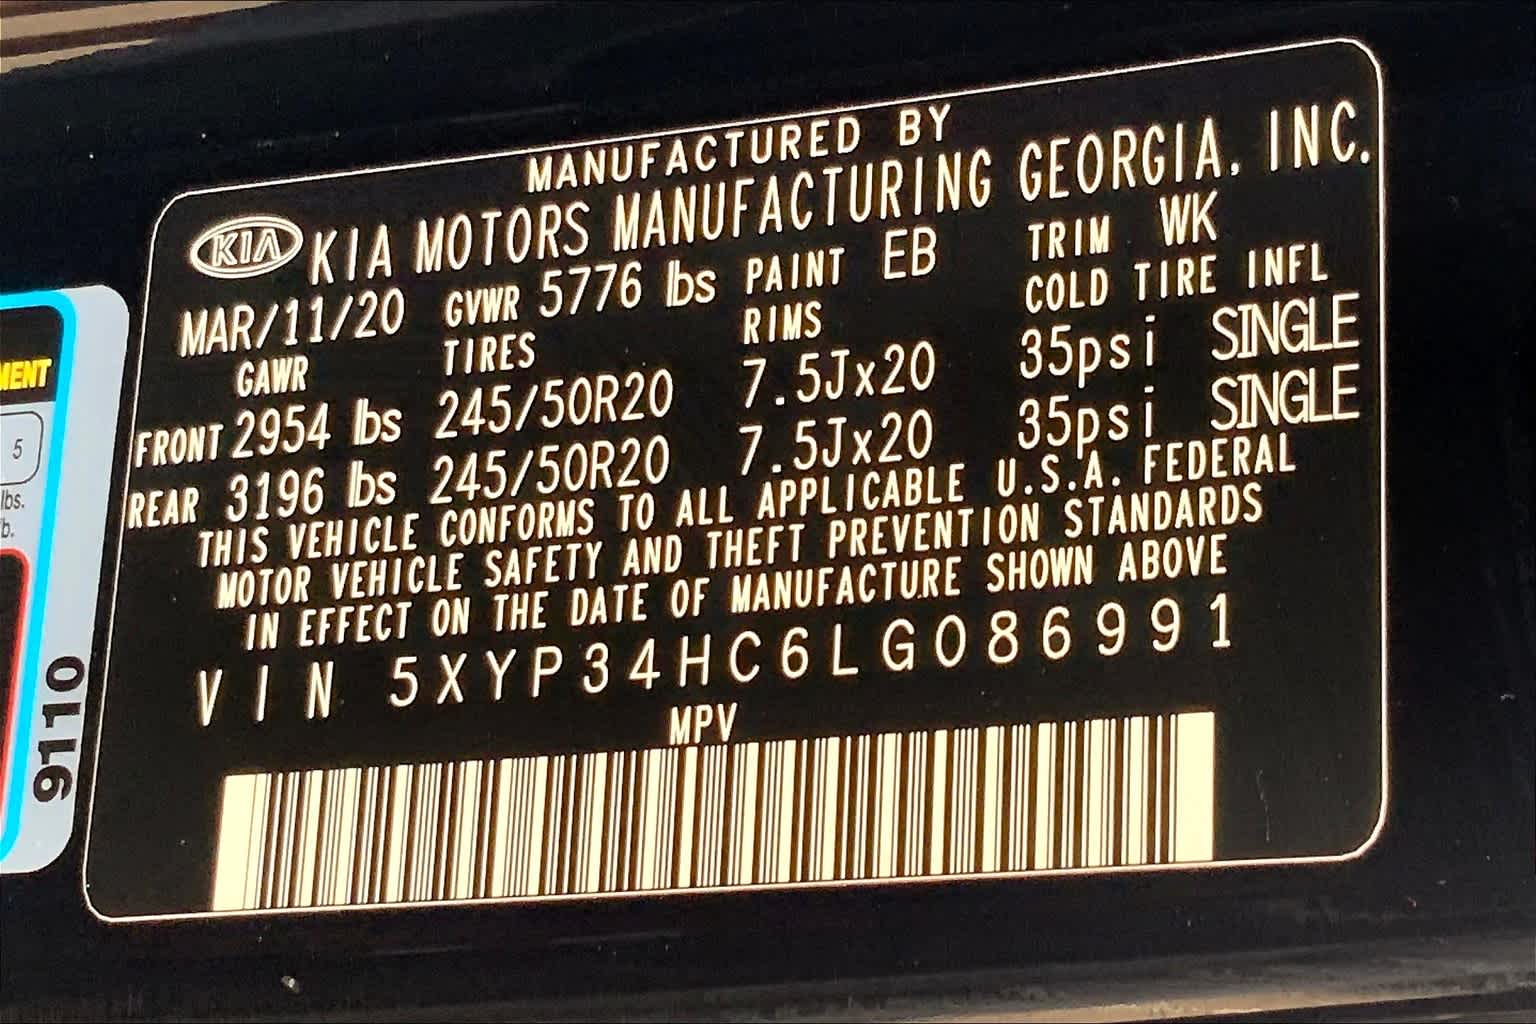 MANUFACTURED BY
KIA KIA MOTORS MANUFACTURING GEORGIA, INC.
MAR/11/20 GVWR 5776 lbs PAINT EB TRIM WK
GAWR TIRES RIMS COLD TIRE INFL
FRONT 2954 lbs 245/50R20 7.5Jx20 35psi SINGLE
REAR 3196 lbs 245/50R20 7.5Jx20 35psi SINGLE
THIS VEHICLE CONFORMS TO ALL APPLICABLE U.S.A. FEDERAL
MOTOR VEHICLE SAFETY AND THEFT PREVENTION STANDARDS
IN EFFECT ON THE DATE OF MANUFACTURE SHOWN ABOVE
VIN 5XYP34HC6LG086991
MPV
5
lbs.
9110